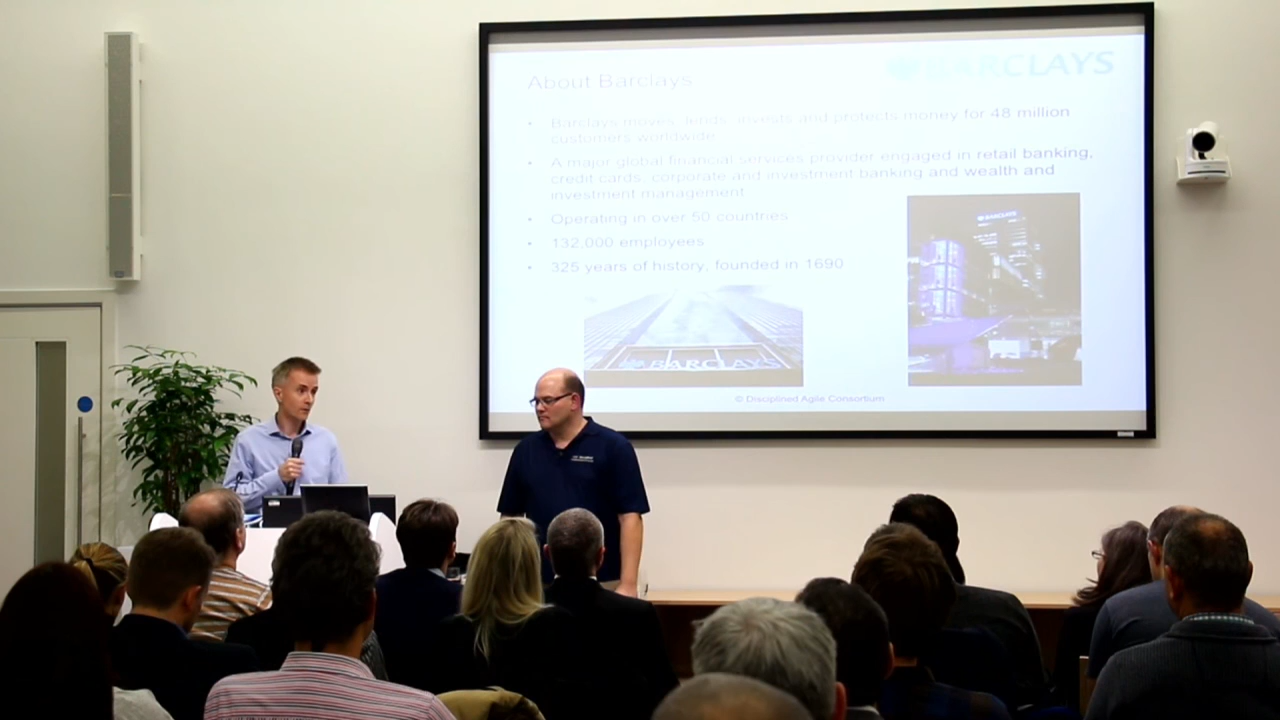 BARCLAYS
About Barclays
Barclays moves, lends, invests and protects money for 48 million
customers worldwide
A major global financial services provider engaged in retail banking,
credit cards, corporate and investment banking and wealth and
investment management
Operating in over 50 countries
132,000 employees
325 years of history, founded in 1690
BARCLAYS
BARCLAYS
© Disciplined Agile Consortium